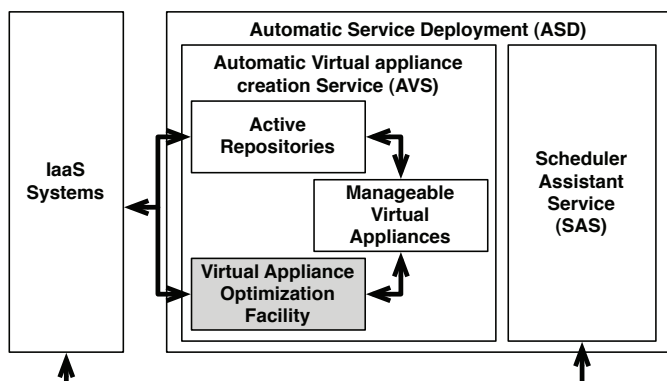 Automatic Service Deployment (ASD)
Automatic Virtual appliance
creation Service (AVS)
Active
Repositories
IaaS
Systems
Manageable
Virtual
Appliances
Virtual Appliance
Optimization
Facility
Scheduler
Assistant
Service
(SAS)